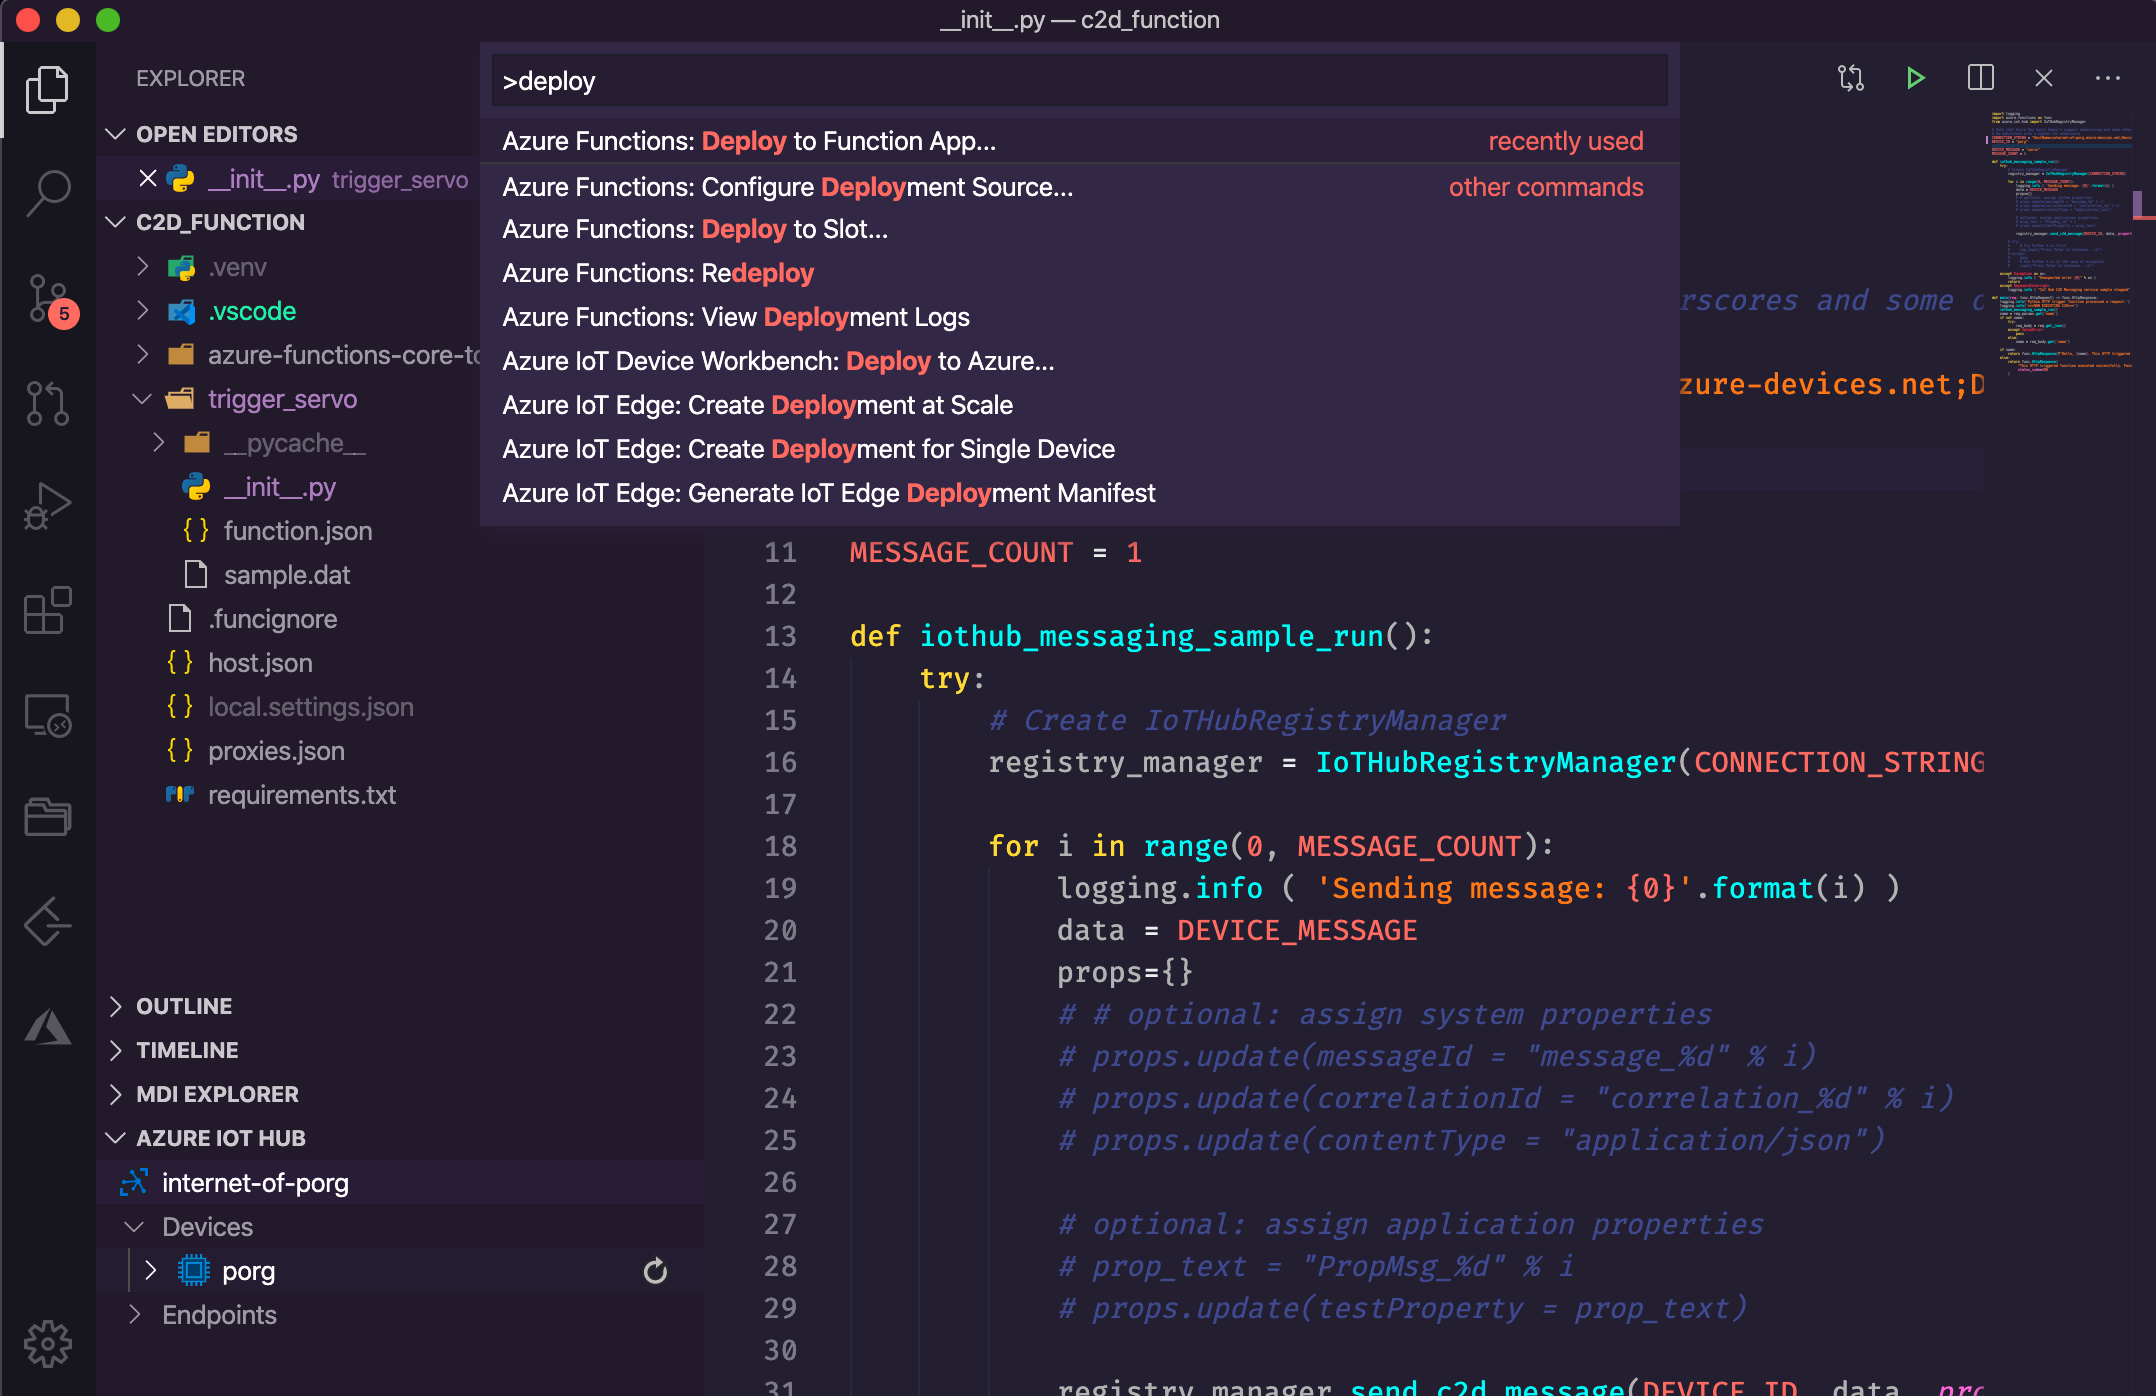 __init__.py — c2d_function
EXPLORER
OPEN EDITORS
__init__.py trigger_servo
C2D_FUNCTION
.venv
.vscode
azure-functions-core-to
trigger_servo
__pycache__
__init__.py
function.json
sample.dat
.funcignore
host.json
local.settings.json
proxies.json
requirements.txt
OUTLINE
TIMELINE
MDI EXPLORER
AZURE IOT HUB
internet-of-porg
Devices
porg
Endpoints
5
>deploy
Azure Functions: Deploy to Function App... recently used
Azure Functions: Configure Deployment Source... other commands
Azure Functions: Deploy to Slot...
Azure Functions: Redeploy
Azure Functions: View Deployment Logs
Azure IoT Device Workbench: Deploy to Azure...
Azure IoT Edge: Create Deployment at Scale
Azure IoT Edge: Create Deployment for Single Device
Azure IoT Edge: Generate IoT Edge Deployment Manifest
rscores and some c
zure-devices.net;D
11 MESSAGE_COUNT = 1
12
13 def iothub_messaging_sample_run():
14 try:
15 # Create IoTHubRegistryManager
16 registry_manager = IoTHubRegistryManager(CONNECTION_STRING
17
18 for i in range(0, MESSAGE_COUNT):
19 logging.info ( 'Sending message: {0}'.format(i) )
20 data = DEVICE_MESSAGE
21 props={}
22 # # optional: assign system properties
23 # props.update(messageId = "message_%d" % i)
24 # props.update(correlationId = "correlation_%d" % i)
25 # props.update(contentType = "application/json")
26
27 # optional: assign application properties
28 # prop_text = "PropMsg_%d" % i
29 # props.update(testProperty = prop_text)
30
31 registry_manager.send_c2d_message(DEVICE_ID, data, pro